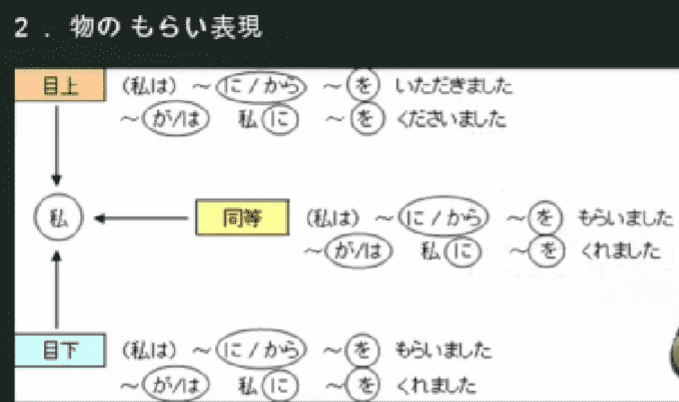 ２．物の もらい表現
目上 （私は） ～に／から ～を いただきました
～が／は 私に ～を くださいました
私
同等 （私は） ～に／から ～を もらいました
～が／は 私に ～を くれました
目下 （私は） ～に／から ～を もらいました
～が／は 私に ～を くれました